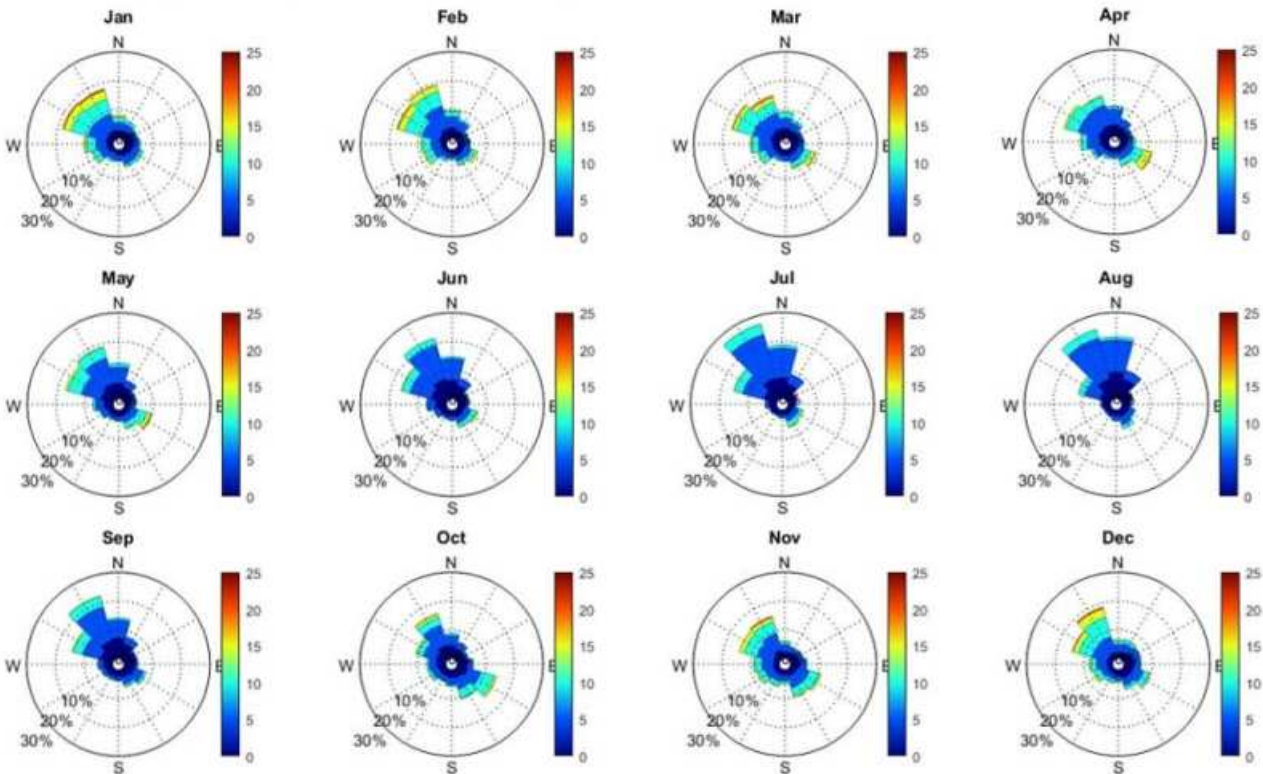 Jan Feb Mar Apr
N 25 N 25 N 25 N 25
20 20 20 20
15 15 15 15
W E W E W E W E
10 10 10 10
10% 10% 10% 10%
20% 5 20% 5 20% 5 20% 5
30% 30% 30% 30%
S 0 S 0 S 0 S 0
May Jun Jul Aug
N 25 N 25 N 25 N 25
20 20 20 20
15 15 15 15
W E W E W E W E
10 10 10 10
10% 10% 10% 10%
20% 5 20% 5 20% 5 20% 5
30% 30% 30% 30%
S 0 S 0 S 0 S 0
Sep Oct Nov Dec
N 25 N 25 N 25 N 25
20 20 20 20
15 15 15 15
W E W E W E W E
10 10 10 10
10% 10% 10% 10%
20% 5 20% 5 20% 5 20% 5
30% 30% 30% 30%
S 0 S 0 S 0 S 0